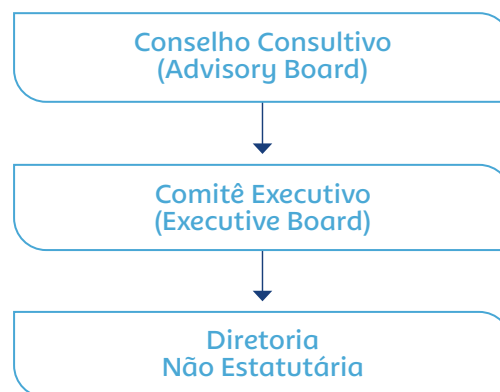 Conselho Consultivo
(Advisory Board)
Comitê Executivo
(Executive Board)
Diretoria
Não Estatutária